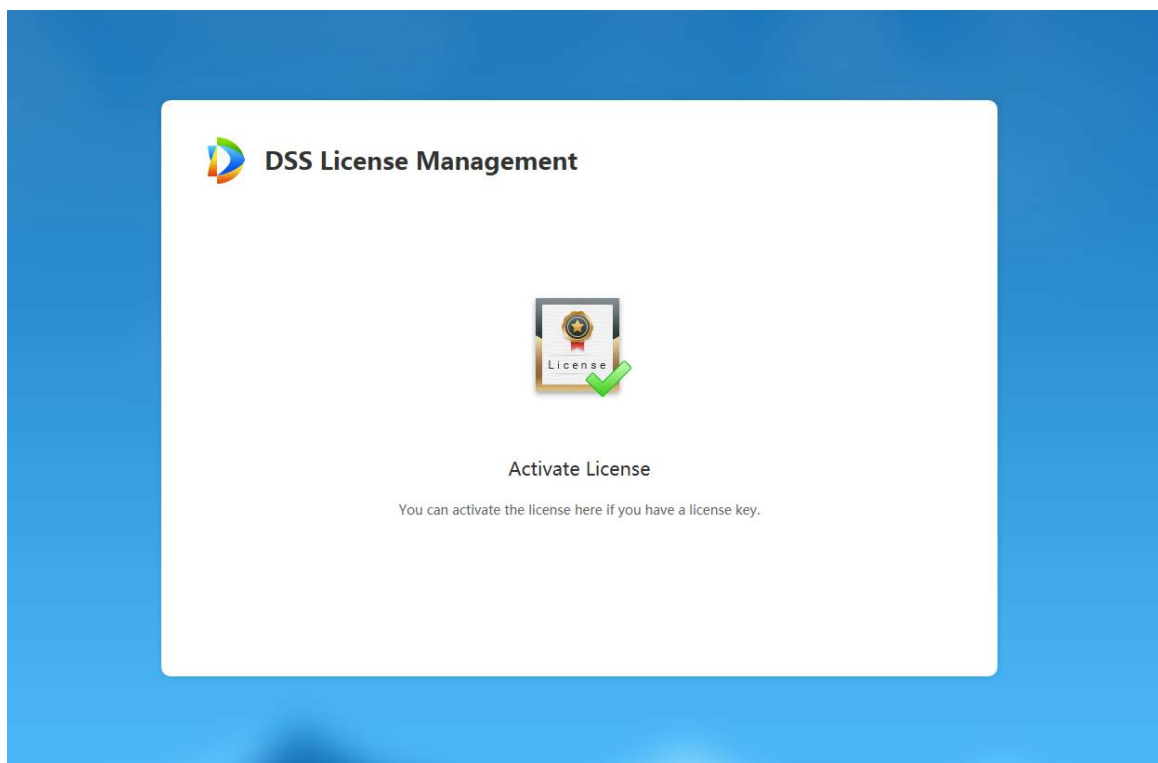 DSS License Management
License
Activate License
You can activate the license here if you have a license key.